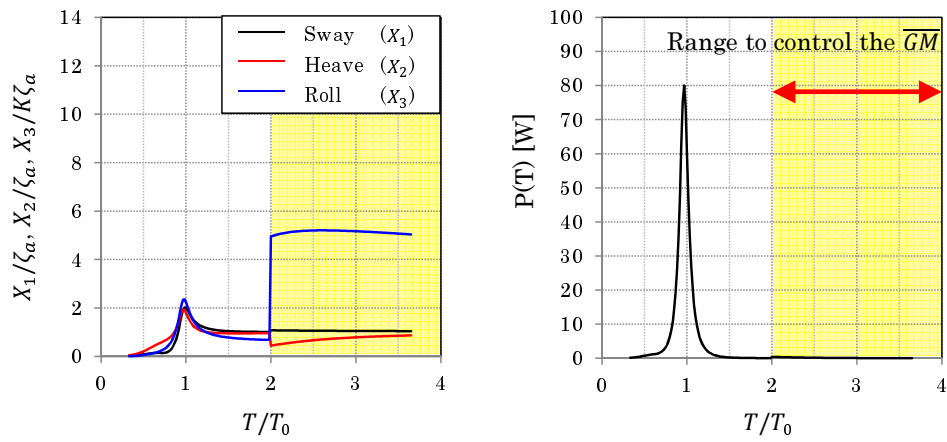 14
12
10
8
6
4
2
0
X₁/ζₐ, X₂/ζₐ, X₃/Kζₐ
Sway (X₁)
Heave (X₂)
Roll (X₃)
0 1 2 3 4
T/T₀
100
90
80
70
60
50
40
30
20
10
0
P(T) [W]
Range to control the G̅M̅
0 1 2 3 4
T/T₀